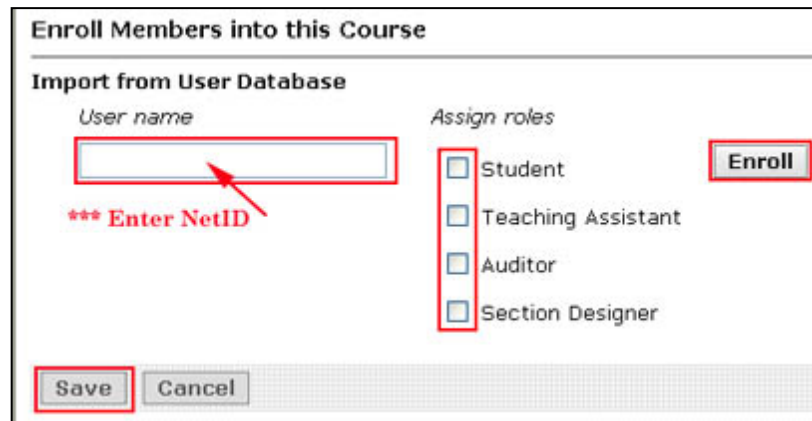 Enroll Members into this Course
Import from User Database
User name
Assign roles
Student
Enroll
*** Enter NetID
Teaching Assistant
Auditor
Section Designer
Save
Cancel